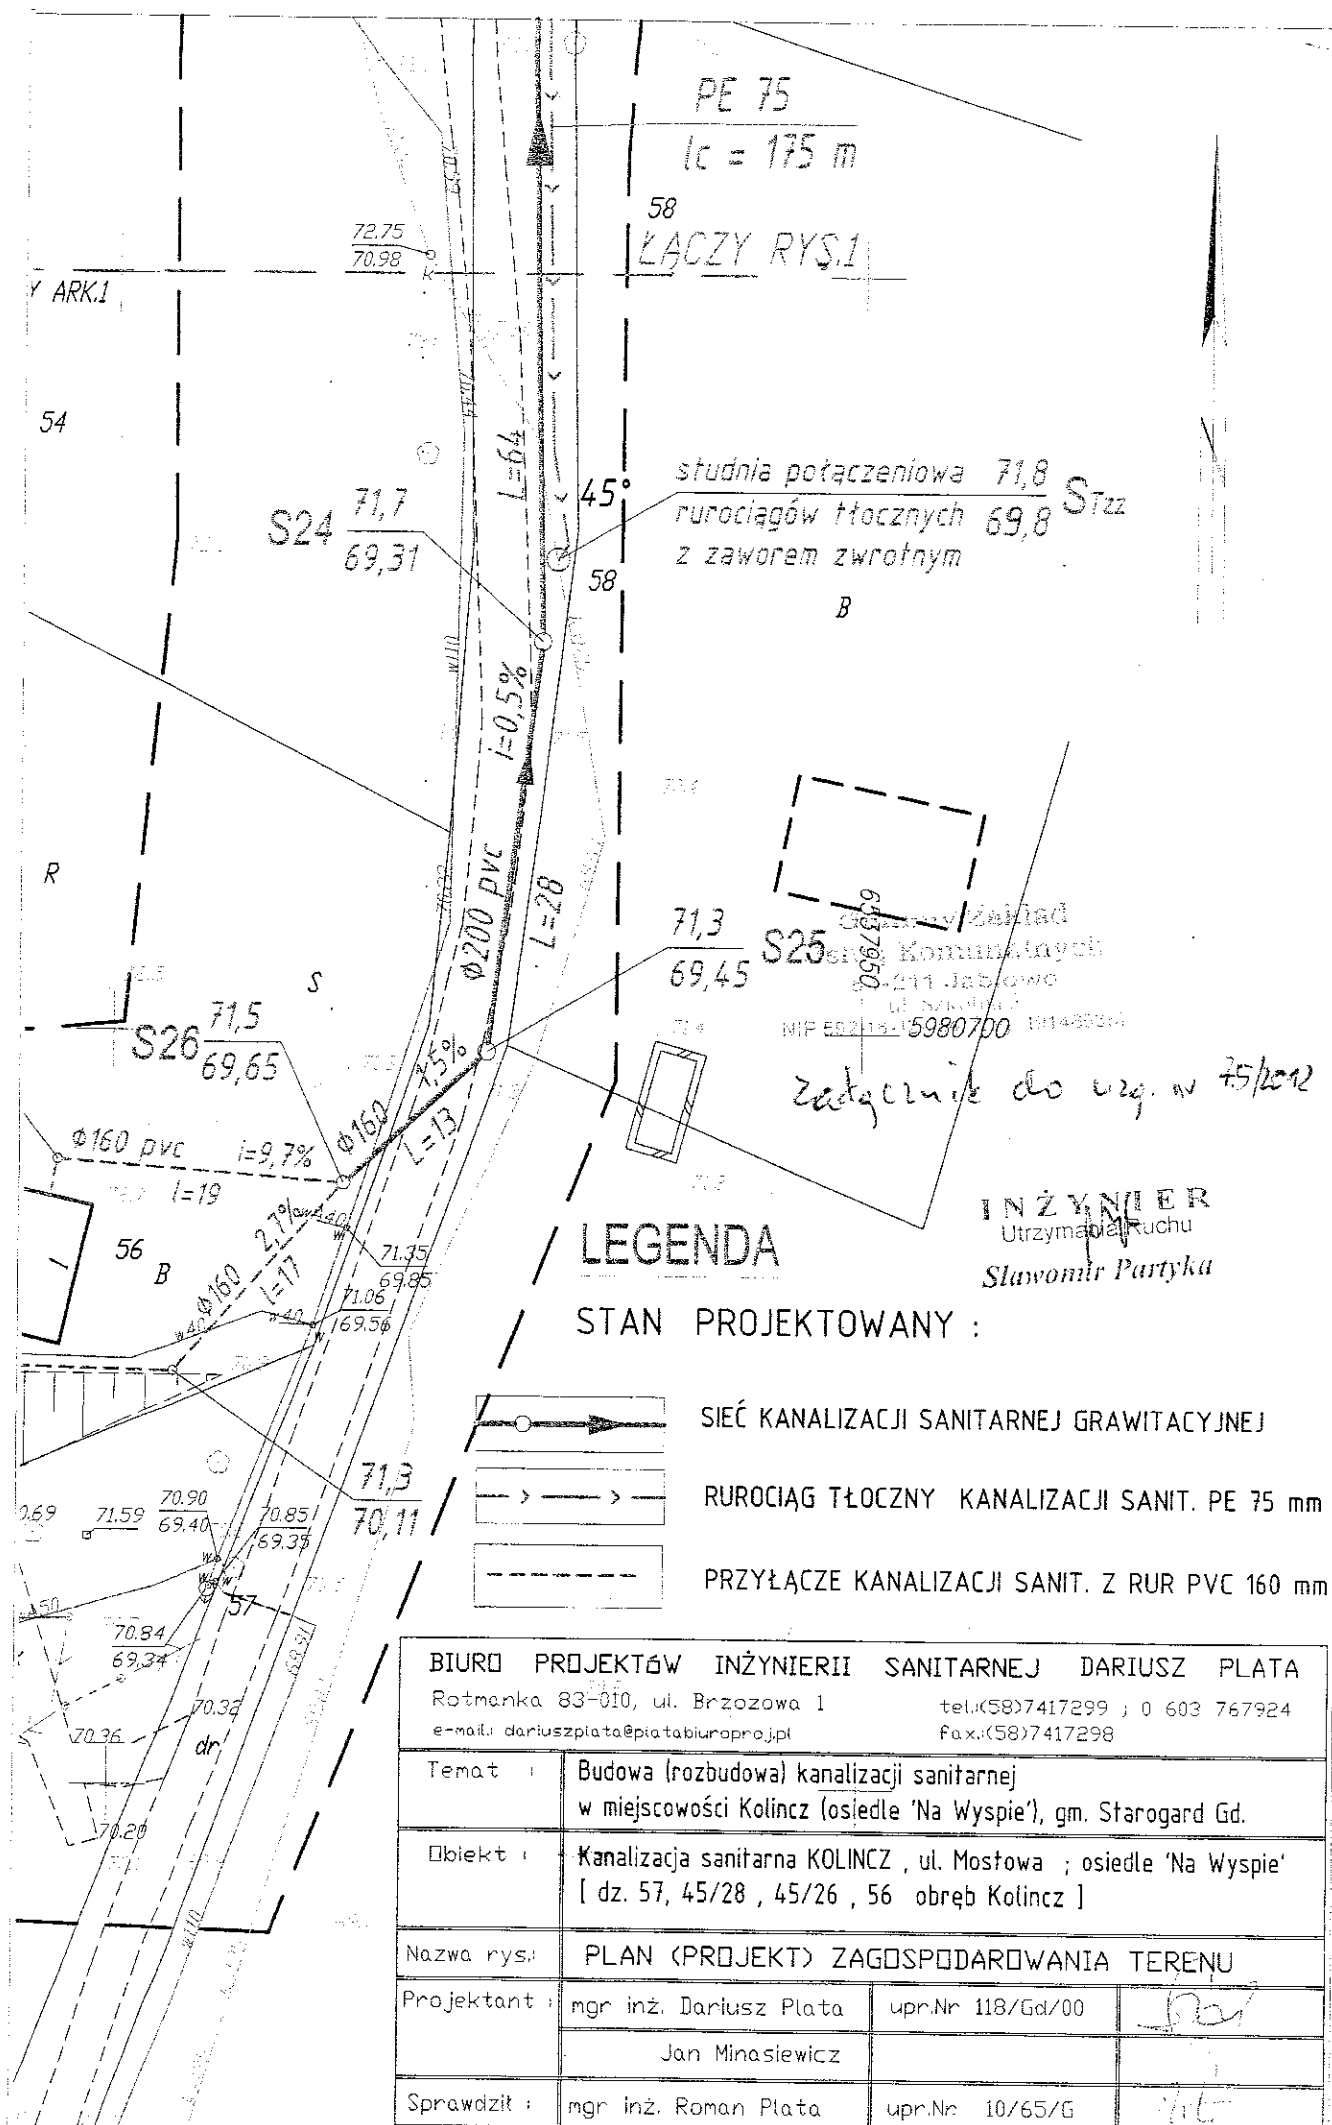 PE 75
lc = 175 m
58
ŁĄCZY RYS.1
72.75
70.98
k
Y ARK.1
54
L=64
45°
studnia połączeniowa 71,8
rurociągów tłocznych 69,8
z zaworem zwrotnym
STzz
S24 71,7
69,31
58
B
w110
i=0,5%
R
Φ200 pvc
L=28
S
71,3
69,45
S25
6537950
5980700
Komunalnych
S26 71,5
69,65
1,5%
Φ160
L=13
załącznik do uzg. nr 75/2012
Φ160 pvc i=9,7%
l=19
2,7%
Φ160
l=17
w40
w40
56
B
71.35
69.85
71.06
69.56
INŻYNIER
Utrzymania Ruchu
Sławomir Partyka
LEGENDA
STAN PROJEKTOWANY :
SIEĆ KANALIZACJI SANITARNEJ GRAWITACYJNEJ
RUROCIĄG TŁOCZNY KANALIZACJI SANIT. PE 75 mm
PRZYŁĄCZE KANALIZACJI SANIT. Z RUR PVC 160 mm
71,3
70,11
71.59
70.90
69.40
70.85
69.35
57
70.84
69.34
70.32
70.36
dr
70.20
w110
BIURO PROJEKTÓW INŻYNIERII SANITARNEJ DARIUSZ PLATA
Rotmanka 83-010, ul. Brzozowa 1 tel.:(58)7417299 ; 0 603 767924
e-mail.: dariuszplata@platabiuroproj.pl fax.:(58)7417298
Temat : Budowa (rozbudowa) kanalizacji sanitarnej
w miejscowości Kolincz (osiedle 'Na Wyspie'), gm. Starogard Gd.
Obiekt : Kanalizacja sanitarna KOLINCZ , ul. Mostowa ; osiedle 'Na Wyspie'
[ dz. 57, 45/28 , 45/26 , 56 obręb Kolincz ]
Nazwa rys.: PLAN (PROJEKT) ZAGOSPODAROWANIA TERENU
Projektant : mgr inż. Dariusz Plata upr.Nr 118/Gd/00
Jan Minasiewicz
Sprawdził : mgr inż. Roman Plata upr.Nr 10/65/G